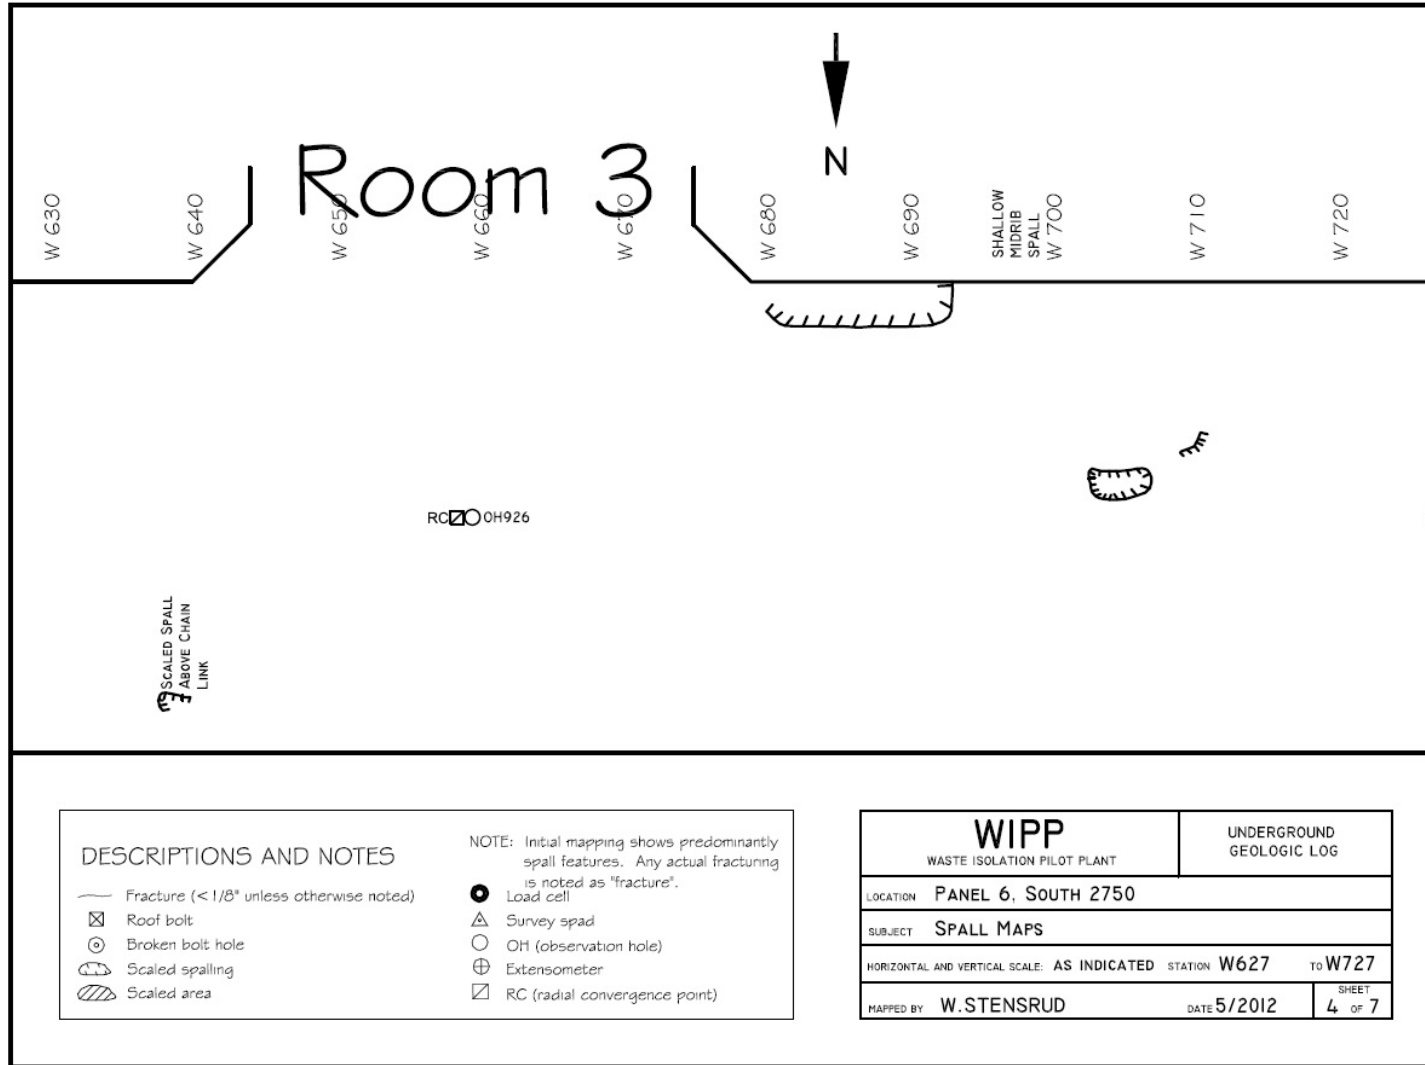 N
Room 3
W 630
W 640
W 650
W 660
W 670
W 680
W 690
SHALLOW
MIDRIB
SPALL
W 700
W 710
W 720
RC
OH926
SCALED SPALL
ABOVE CHAIN
LINK
DESCRIPTIONS AND NOTES
Fracture (< 1/8" unless otherwise noted)
Roof bolt
Broken bolt hole
Scaled spalling
Scaled area
NOTE: Initial mapping shows predominantly
spall features. Any actual fracturing
is noted as "fracture".
Load cell
Survey spad
OH (observation hole)
Extensometer
RC (radial convergence point)
WIPP
WASTE ISOLATION PILOT PLANT
UNDERGROUND
GEOLOGIC LOG
LOCATION PANEL 6, SOUTH 2750
SUBJECT SPALL MAPS
HORIZONTAL AND VERTICAL SCALE: AS INDICATED STATION W627 TO W727
MAPPED BY W.STENSRUD DATE 5/2012
SHEET
4 OF 7